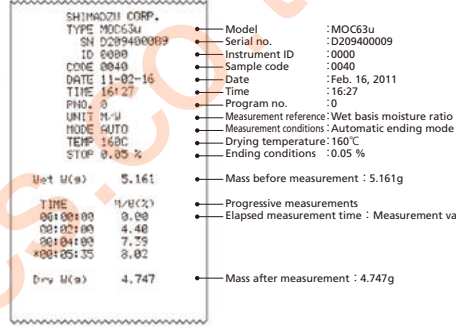 SHIMADZU CORP.
TYPE MOC63u
SN D209400009
ID 0000
CODE 0040
DATE 11-02-16
TIME 16:27
PNO. 0
UNIT M/W
MODE AUTO
TEMP 160C
STOP 0.05 %
Wet W(g) 5.161
TIME M/W(%)
00:00:00 0.00
00:02:00 4.40
00:04:00 7.39
*00:05:35 8.02
Dry W(g) 4.747
Model :MOC63u
Serial no. :D209400009
Instrument ID :0000
Sample code :0040
Date :Feb. 16, 2011
Time :16:27
Program no. :0
Measurement reference:Wet basis moisture ratio
Measurement conditions:Automatic ending mode
Drying temperature:160℃
Ending conditions :0.05 %
Mass before measurement:5.161g
Progressive measurements
Elapsed measurement time:Measurement va
Mass after measurement:4.747g